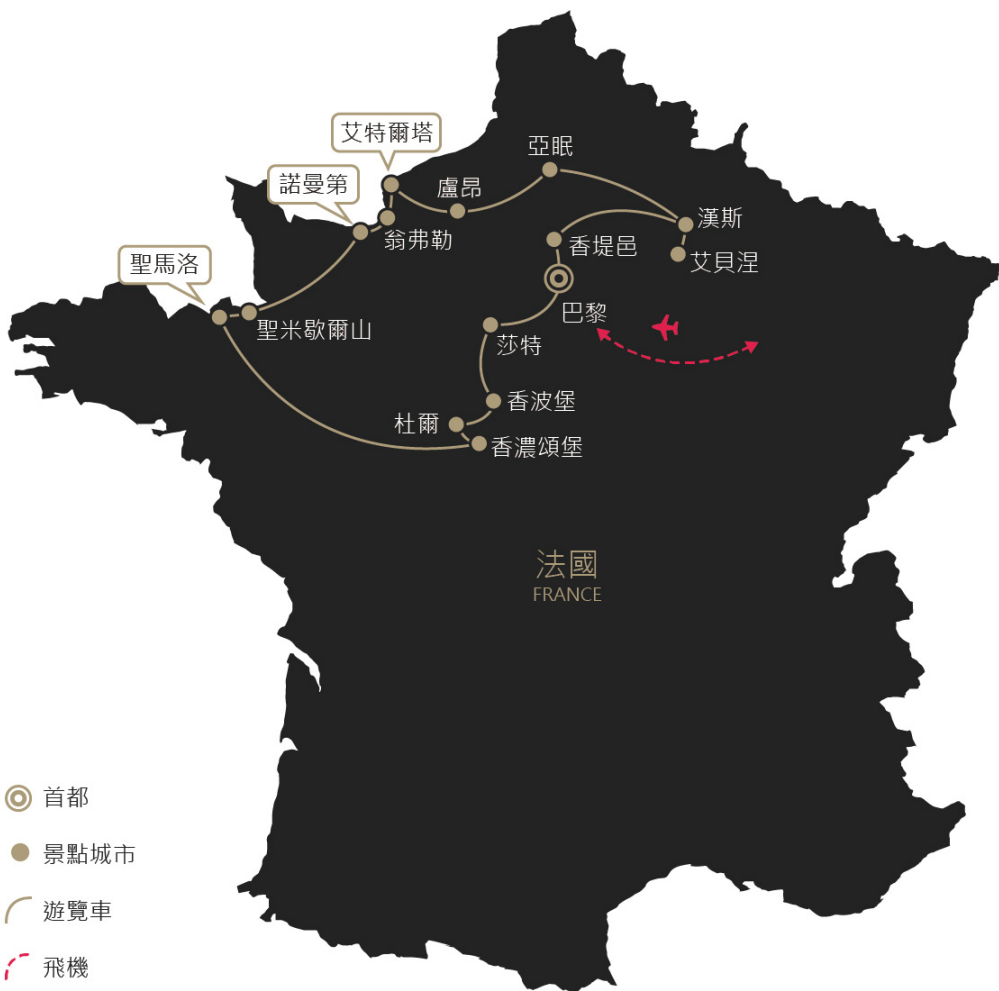 艾特爾塔
亞眠
諾曼第
盧昂
漢斯
翁弗勒
香堤邑
艾貝涅
聖馬洛
巴黎
聖米歇爾山
莎特
香波堡
杜爾
香濃頌堡
法國
FRANCE
首都
景點城市
遊覽車
飛機